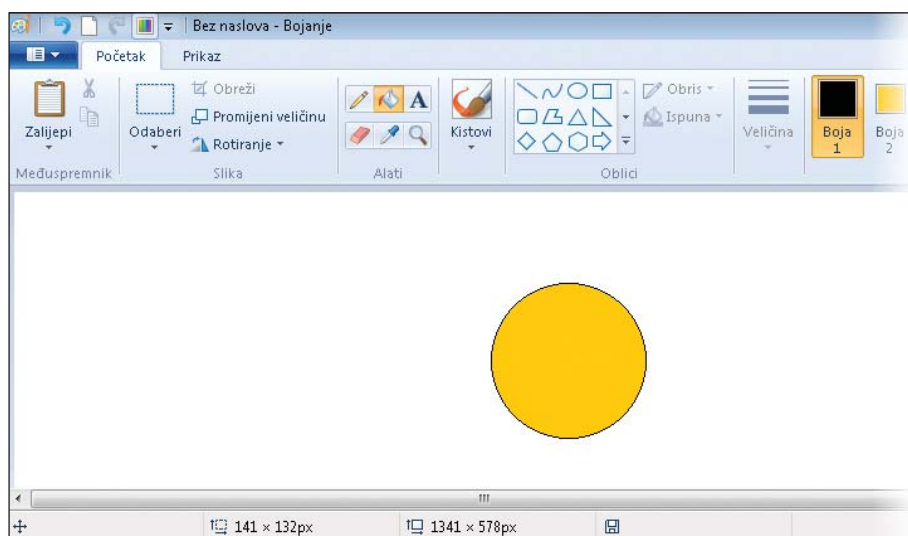 Bez naslova - Bojanje
Početak Prikaz
Zalijepi
Međuspremnik
Odaberi
Obreži
Promijeni veličinu
Rotiranje
Slika
A
Alati
Kistovi
Obris
Ispuna
Oblici
Veličina
Boja
1
Boja
2
141 × 132px 1341 × 578px